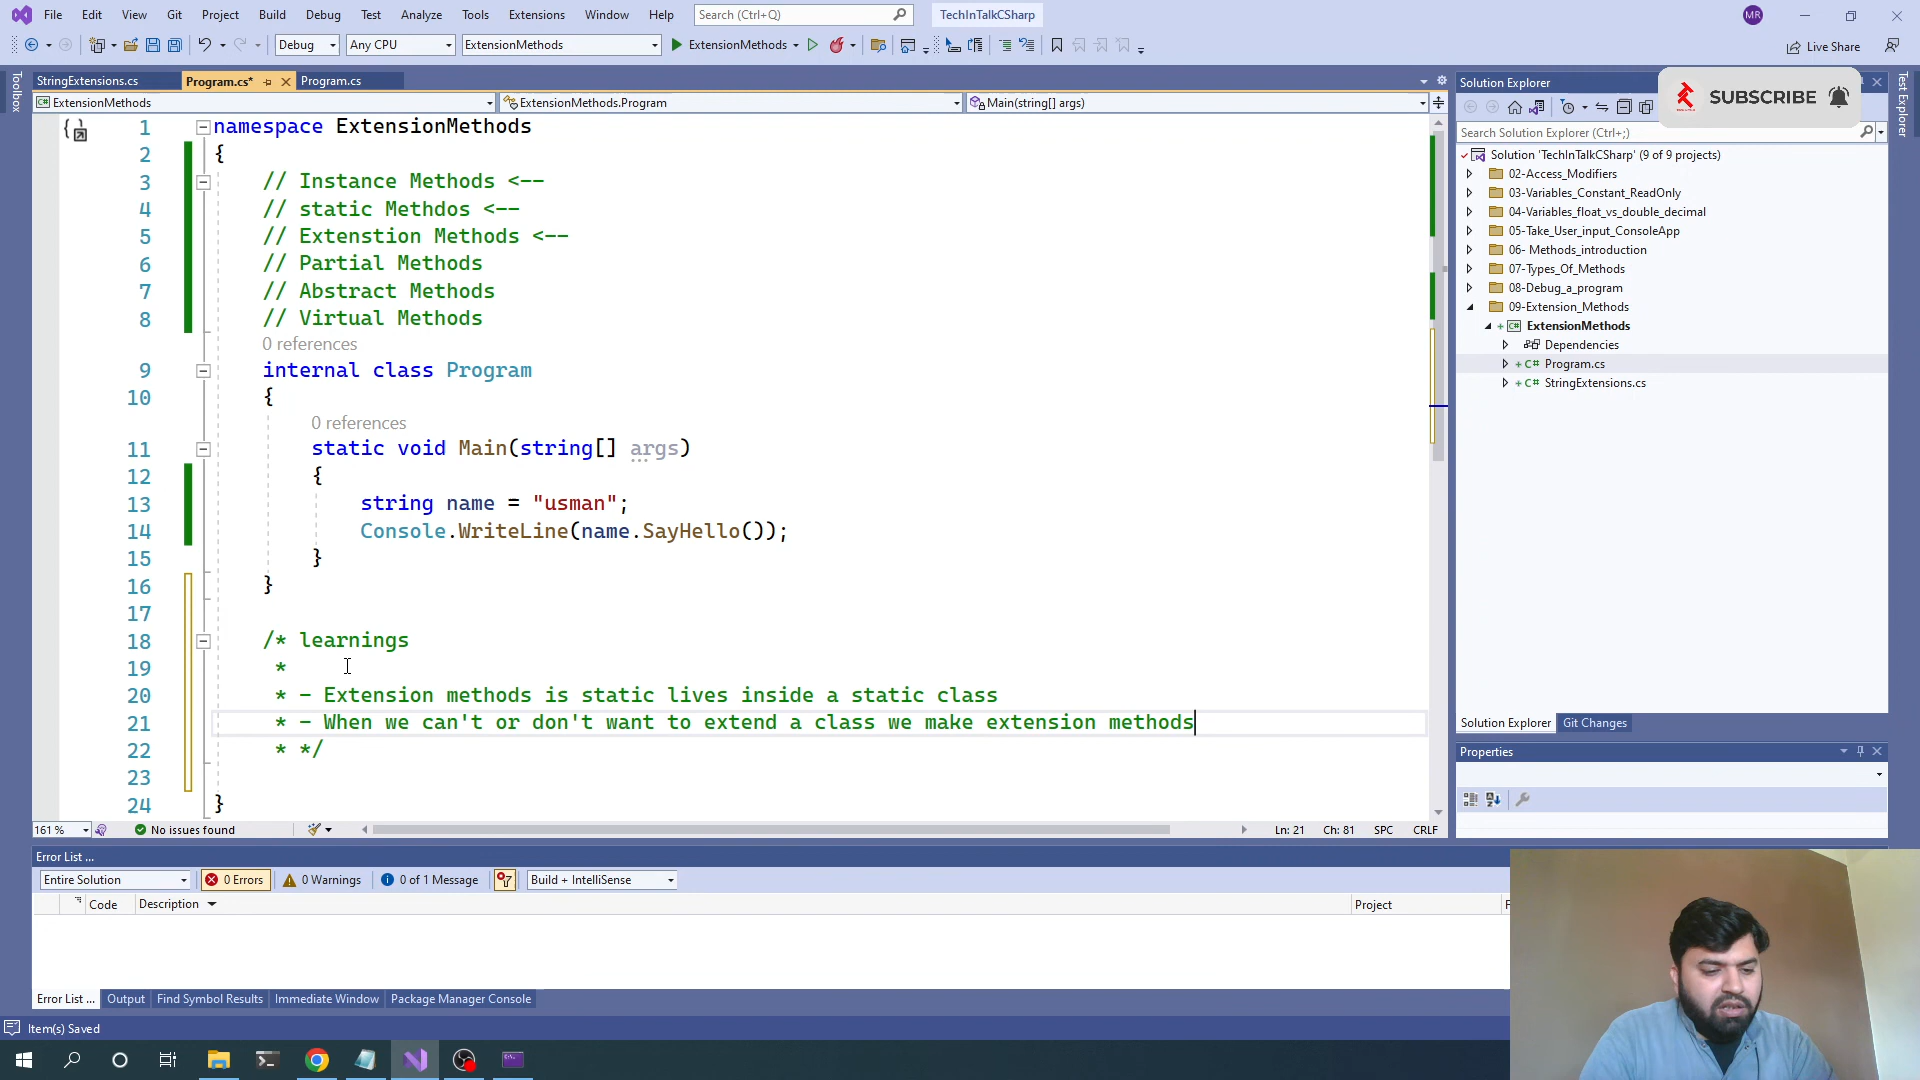 File Edit View Git Project Build Debug Test Analyze Tools Extensions Window Help Search (Ctrl+Q) TechInTalkCSharp MR
Debug Any CPU ExtensionMethods ExtensionMethods Live Share
Toolbox
StringExtensions.cs Program.cs* Program.cs
ExtensionMethods ExtensionMethods.Program Main(string[] args)
1 namespace ExtensionMethods
2 {
3 // Instance Methods <--
4 // static Methdos <--
5 // Extenstion Methods <--
6 // Partial Methods
7 // Abstract Methods
8 // Virtual Methods
0 references
9 internal class Program
10 {
0 references
11 static void Main(string[] args)
12 {
13 string name = "usman";
14 Console.WriteLine(name.SayHello());
15 }
16 }
17
18 /* learnings
19 *
20 * - Extension methods is static lives inside a static class
21 * - When we can't or don't want to extend a class we make extension methods
22 * */
23
24 }
161 % No issues found Ln: 21 Ch: 81 SPC CRLF
Solution Explorer
SUBSCRIBE
Test Explorer
Search Solution Explorer (Ctrl+;)
Solution 'TechInTalkCSharp' (9 of 9 projects)
02-Access_Modifiers
03-Variables_Constant_ReadOnly
04-Variables_float_vs_double_decimal
05-Take_User_input_ConsoleApp
06- Methods_introduction
07-Types_Of_Methods
08-Debug_a_program
09-Extension_Methods
ExtensionMethods
Dependencies
C# Program.cs
C# StringExtensions.cs
Solution Explorer Git Changes
Properties
Error List ...
Entire Solution 0 Errors 0 Warnings 0 of 1 Message Build + IntelliSense
Code Description Project F
Error List ... Output Find Symbol Results Immediate Window Package Manager Console
Item(s) Saved